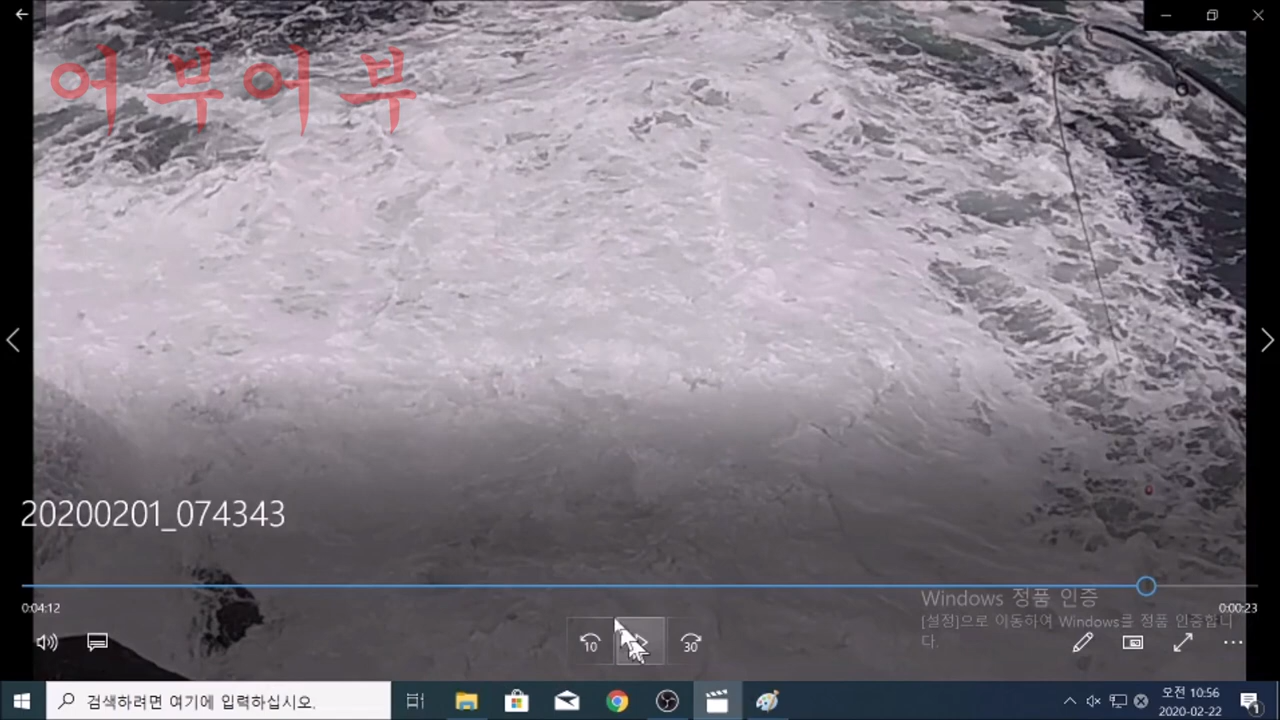 어부어부
20200201_074343
0:04:12
0:00:23
Windows 정품 인증
[설정]으로 이동하여 Windows를 정품 인증합니
다.
10
30
검색하려면 여기에 입력하십시오.
오전 10:56
2020-02-22
1